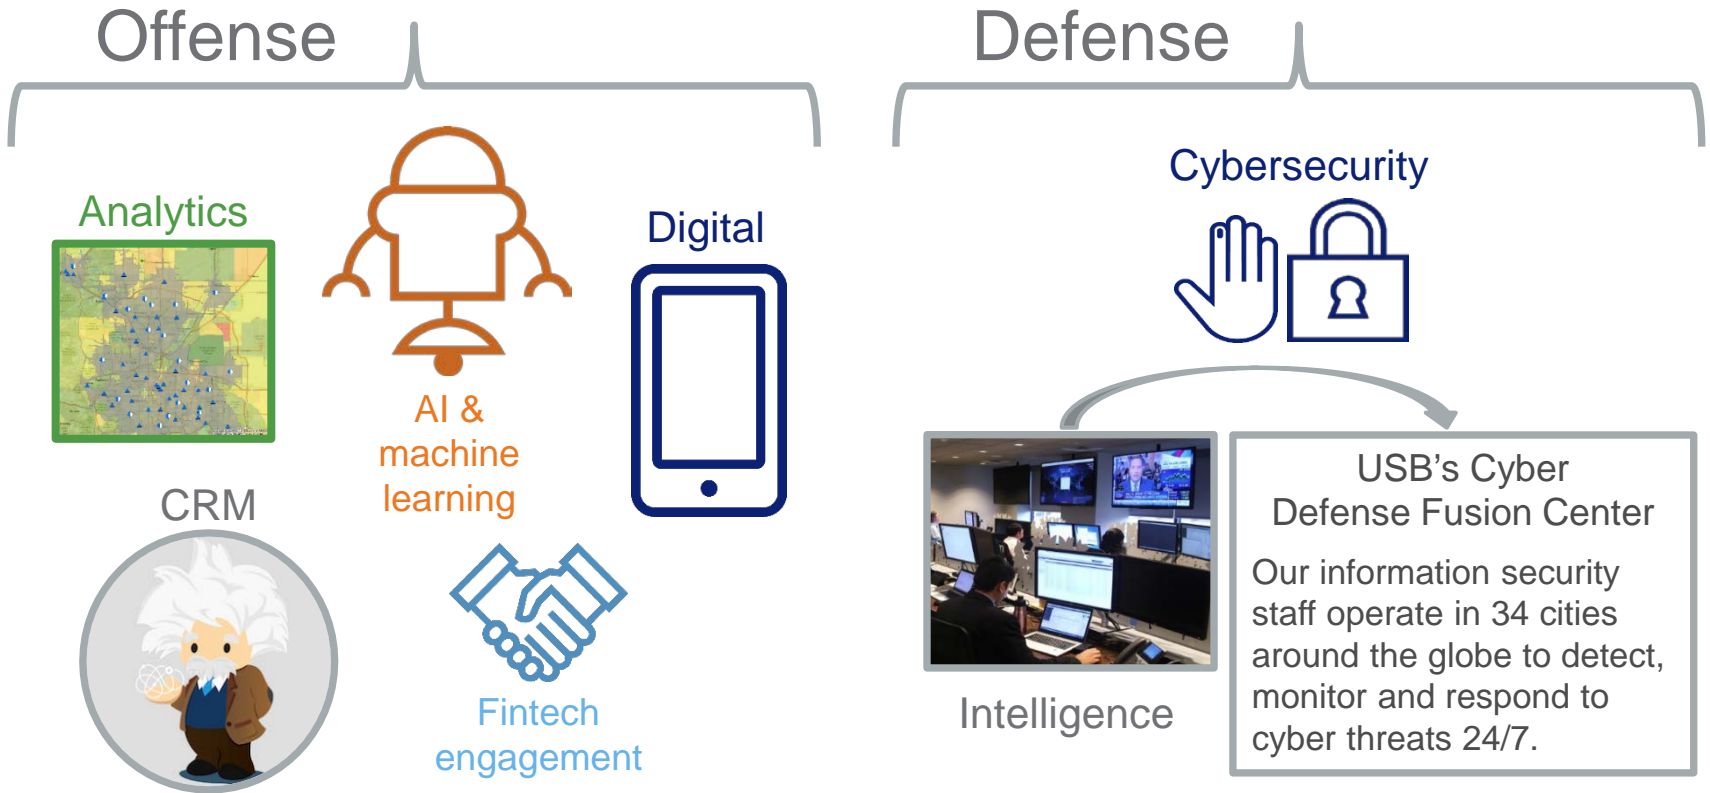 Offense
Defense
Analytics
AI &
machine
learning
Digital
CRM
Fintech
engagement
Cybersecurity
Intelligence
USB’s Cyber
Defense Fusion Center
Our information security
staff operate in 34 cities
around the globe to detect,
monitor and respond to
cyber threats 24/7.